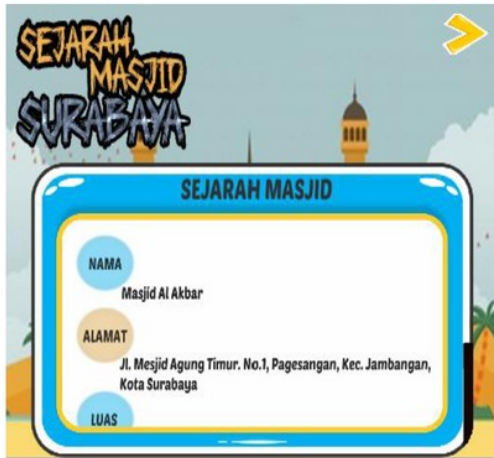 SEJARAH
MASJID
SURABAYA
SEJARAH MASJID
NAMA
Masjid Al Akbar
ALAMAT
Jl. Mesjid Agung Timur. No.1, Pagesangan, Kec. Jambangan,
Kota Surabaya
LUAS